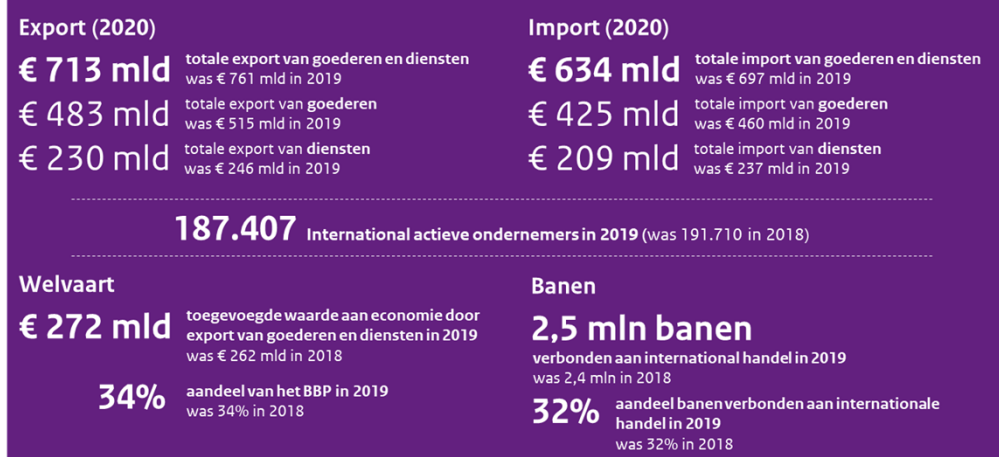 Export (2020)
€ 713 mld
totale export van goederen en diensten
was € 761 mld in 2019
€ 483 mld
totale export van goederen
was € 515 mld in 2019
€ 230 mld
totale export van diensten
was € 246 mld in 2019
Import (2020)
€ 634 mld
totale import van goederen en diensten
was € 697 mld in 2019
€ 425 mld
totale import van goederen
was € 460 mld in 2019
€ 209 mld
totale import van diensten
was € 237 mld in 2019
187.407 International actieve ondernemers in 2019 (was 191.710 in 2018)
Welvaart
€ 272 mld
toegevoegde waarde aan economie door
export van goederen en diensten in 2019
was € 262 mld in 2018
34%
aandeel van het BBP in 2019
was 34% in 2018
Banen
2,5 mln banen
verbonden aan international handel in 2019
was 2,4 mln in 2018
32%
aandeel banen verbonden aan internationale
handel in 2019
was 32% in 2018